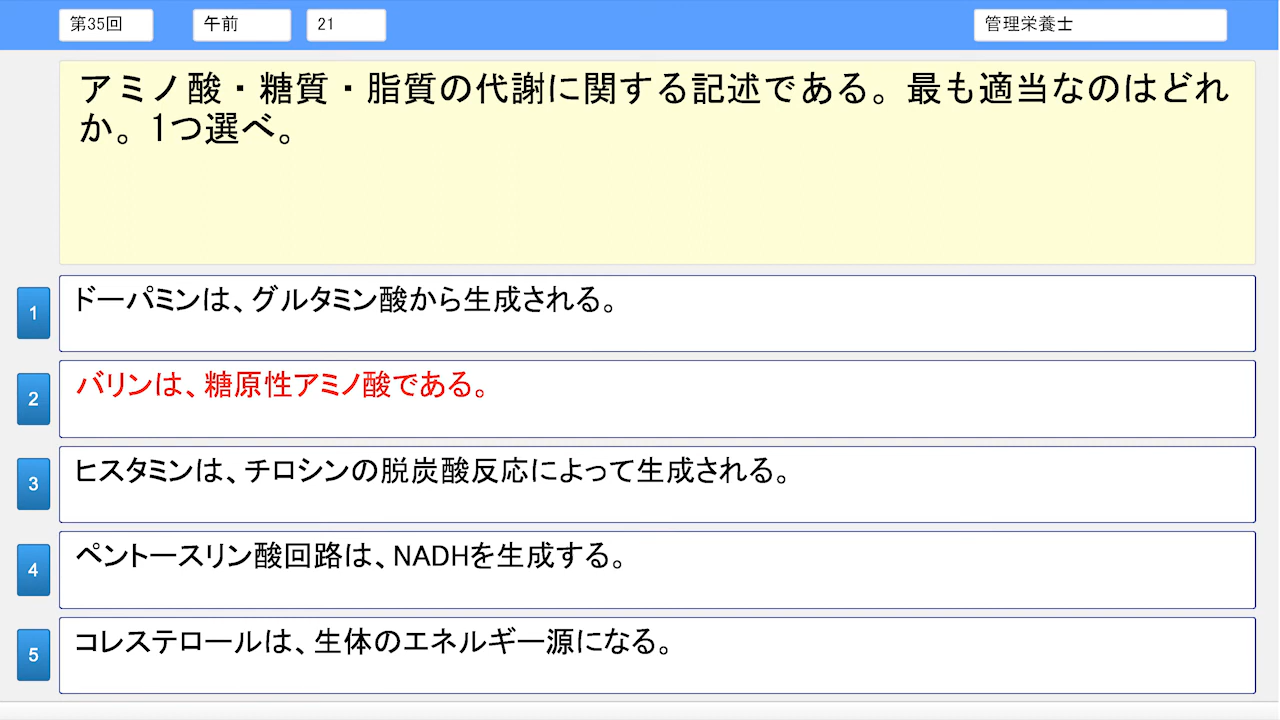 第35回 午前 21 管理栄養士
アミノ酸・糖質・脂質の代謝に関する記述である。最も適当なのはどれ
か。1つ選べ。
1 ドーパミンは、グルタミン酸から生成される。
2 バリンは、糖原性アミノ酸である。
3 ヒスタミンは、チロシンの脱炭酸反応によって生成される。
4 ペントースリン酸回路は、NADHを生成する。
5 コレステロールは、生体のエネルギー源になる。